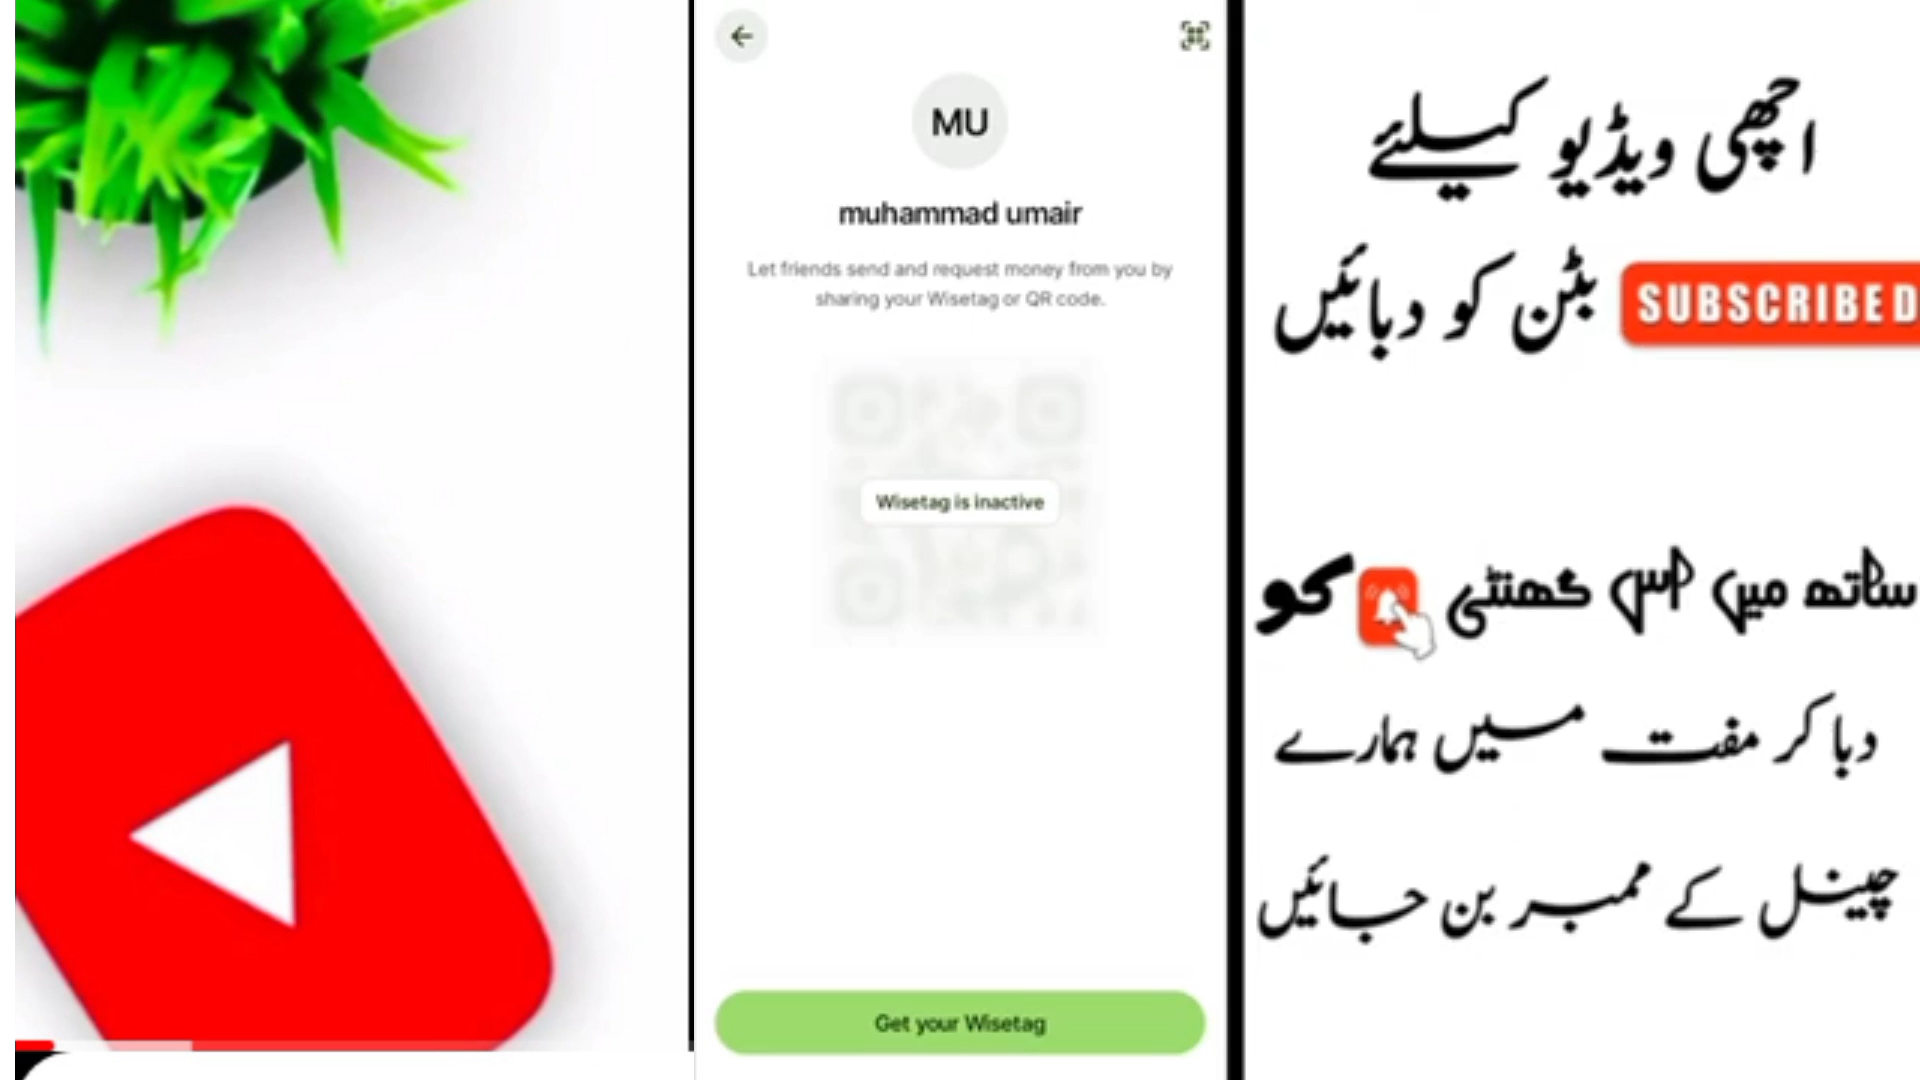 MU
muhammad umair
Let friends send and request money from you by
sharing your Wisetag or QR code.
Wisetag is inactive
Get your Wisetag
اچھی ویڈیو کیلئے
SUBSCRIBED بٹن کو دبائیں
ساتھ میں اس گھنٹی کو
دبا کر مفت میں ہمارے
چینل کے ممبر بن جائیں